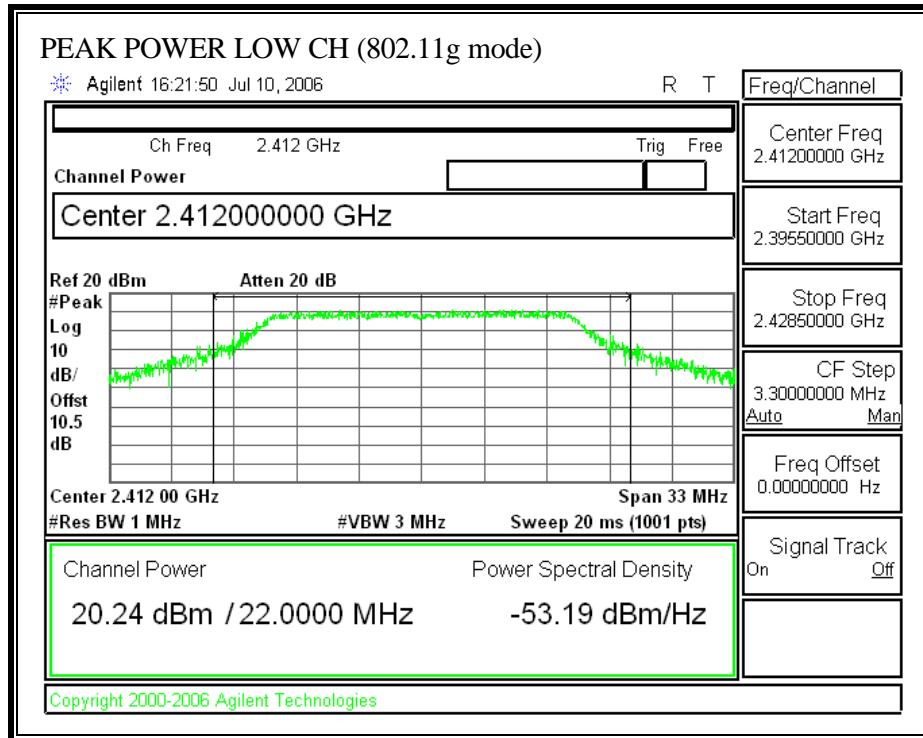 PEAK POWER LOW CH (802.11g mode)
Agilent 16:21:50 Jul 10, 2006 R T
Freq/Channel
Ch Freq 2.412 GHz Trig Free
Channel Power
Center 2.412000000 GHz
Ref 20 dBm Atten 20 dB
#Peak
Log
10
dB/
Offst
10.5
dB
Center 2.412 00 GHz Span 33 MHz
#Res BW 1 MHz #VBW 3 MHz Sweep 20 ms (1001 pts)
Channel Power Power Spectral Density
20.24 dBm / 22.0000 MHz -53.19 dBm/Hz
Center Freq
2.41200000 GHz
Start Freq
2.39550000 GHz
Stop Freq
2.42850000 GHz
CF Step
3.30000000 MHz
Auto Man
Freq Offset
0.00000000 Hz
Signal Track
On Off
Copyright 2000-2006 Agilent Technologies